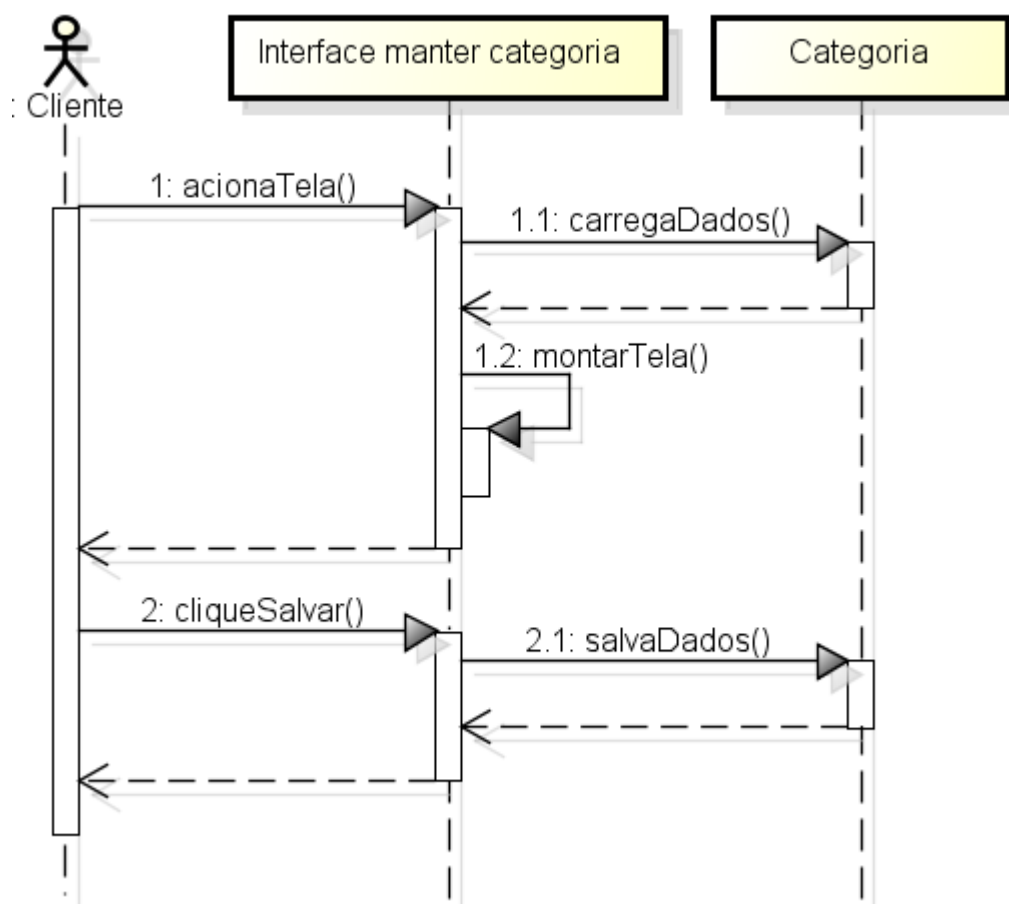 Interface manter categoria
Categoria
: Cliente
1: acionaTela()
1.1: carregaDados()
1.2: montarTela()
2: cliqueSalvar()
2.1: salvaDados()